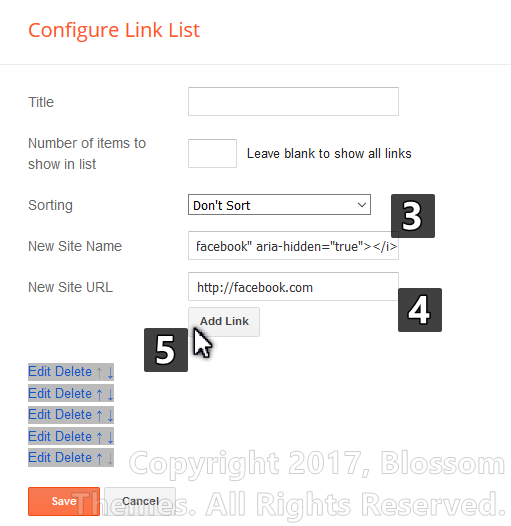 Configure Link List
Title
Number of items to
show in list
Leave blank to show all links
Sorting
Don't Sort
3
New Site Name
facebook" aria-hidden="true"></i>
New Site URL
http://facebook.com
4
Add Link
5
Edit Delete ↑ ↓
Edit Delete ↑ ↓
Edit Delete ↑ ↓
Edit Delete ↑ ↓
Edit Delete ↑ ↓
Copyright 2017, Blossom
Themes. All Rights Reserved.
Save
Cancel